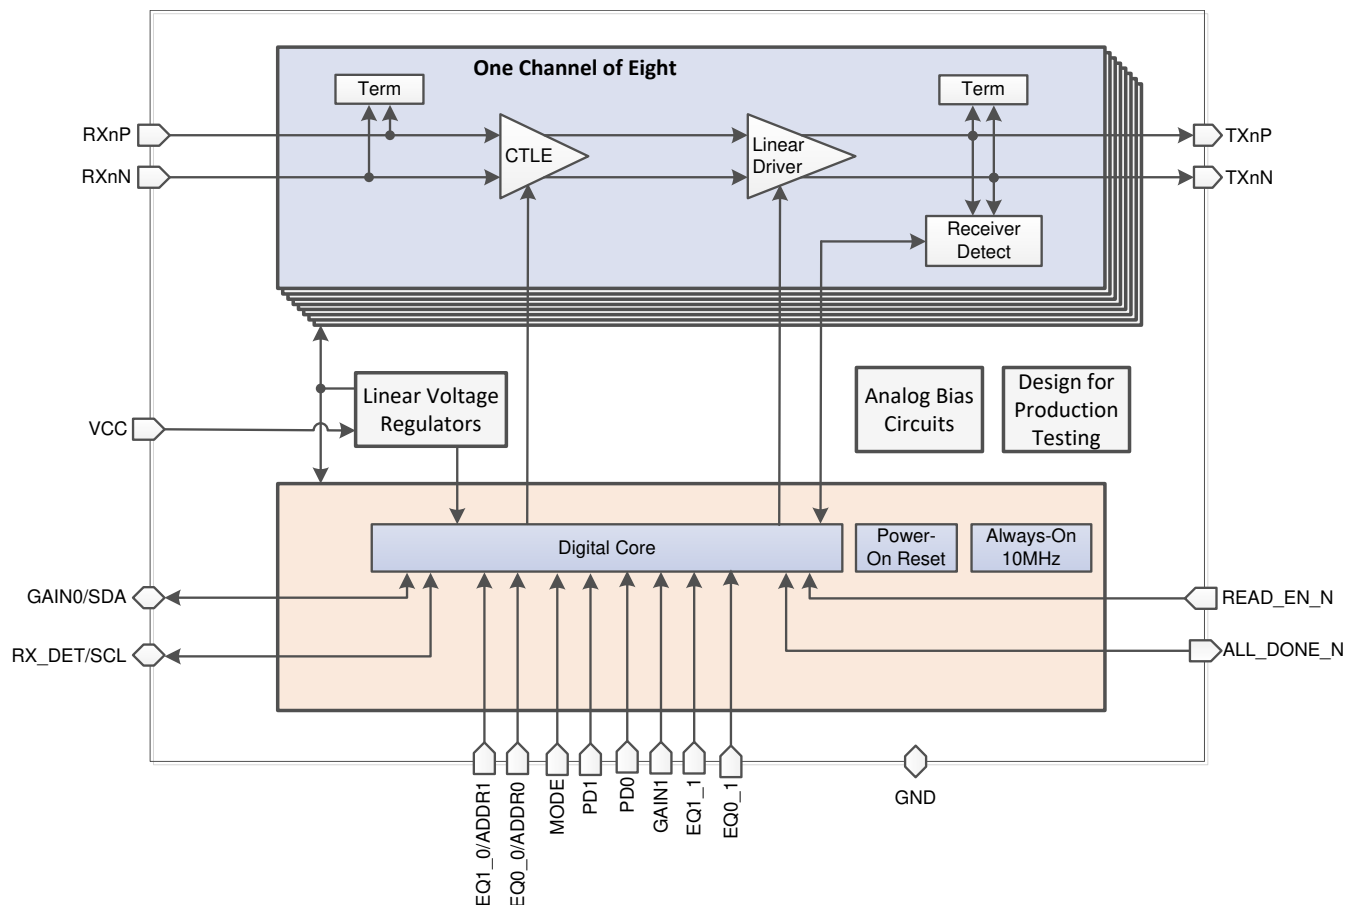 One Channel of Eight
Term
Term
RXnP
TXnP
CTLE
Linear
Driver
RXnN
TXnN
Receiver
Detect
Linear Voltage
Regulators
Analog Bias
Circuits
Design for
Production
Testing
VCC
Digital Core
Power-
On Reset
Always-On
10MHz
GAIN0/SDA
READ_EN_N
RX_DET/SCL
ALL_DONE_N
EQ1_0/ADDR1
EQ0_0/ADDR0
MODE
PD1
PD0
GAIN1
EQ1_1
EQ0_1
GND